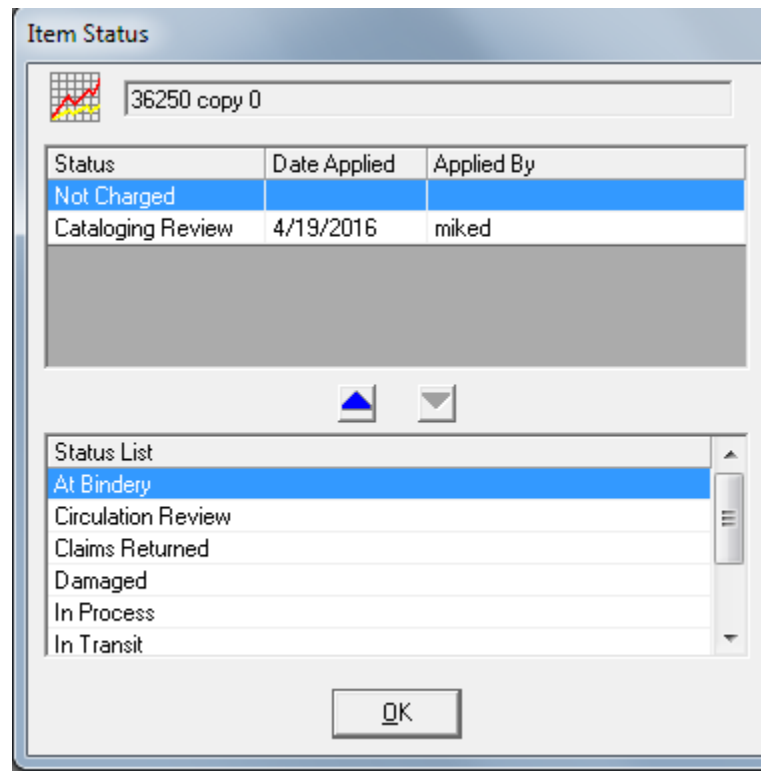 Item Status
36250 copy 0
Status Date Applied Applied By
Not Charged
Cataloging Review 4/19/2016 miked
Status List
At Bindery
Circulation Review
Claims Returned
Damaged
In Process
In Transit
OK